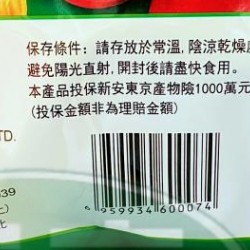 保存條件：請存放於常溫，陰涼乾燥處
避免陽光直射，開封後請盡快食用。
本產品投保新安東京產物險1000萬元
(投保金額非為理賠金額)
TD.
39
6 959934 600074